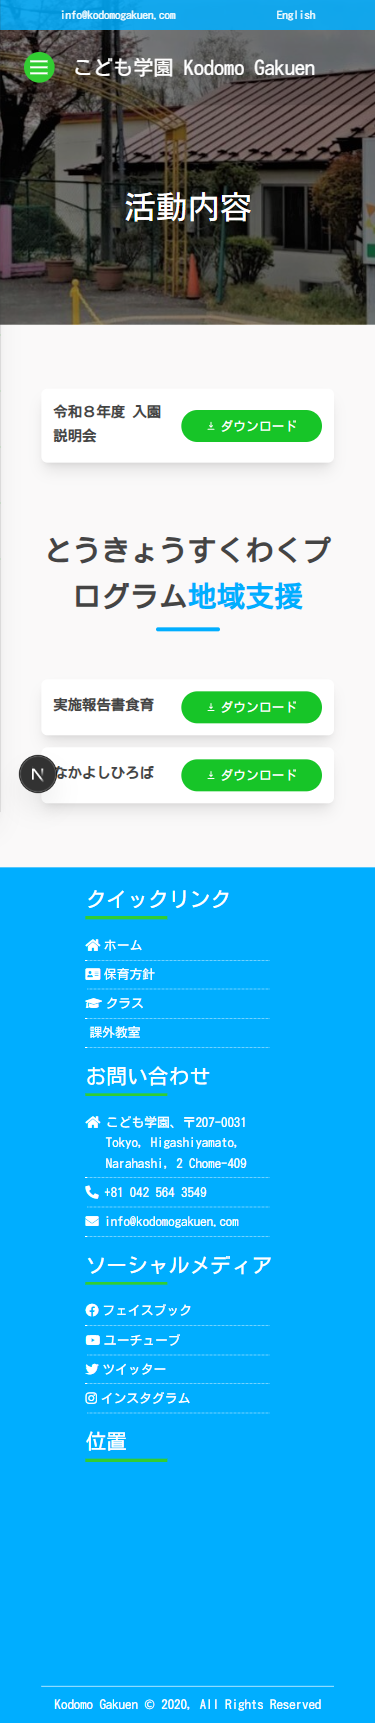 info@kodomogakuen.com English
こども学園 Kodomo Gakuen
活動内容
令和８年度 入園
説明会
ダウンロード
とうきょうすくわくプ
ログラム地域支援
実施報告書食育 ダウンロード
N
なかよしひろば ダウンロード
クイックリンク
ホーム
保育方針
クラス
課外教室
お問い合わせ
こども学園、〒207-0031
Tokyo, Higashiyamato,
Narahashi, 2 Chome-409
+81 042 564 3549
info@kodomogakuen.com
ソーシャルメディア
フェイスブック
ユーチューブ
ツイッター
インスタグラム
位置
Kodomo Gakuen © 2020, All Rights Reserved